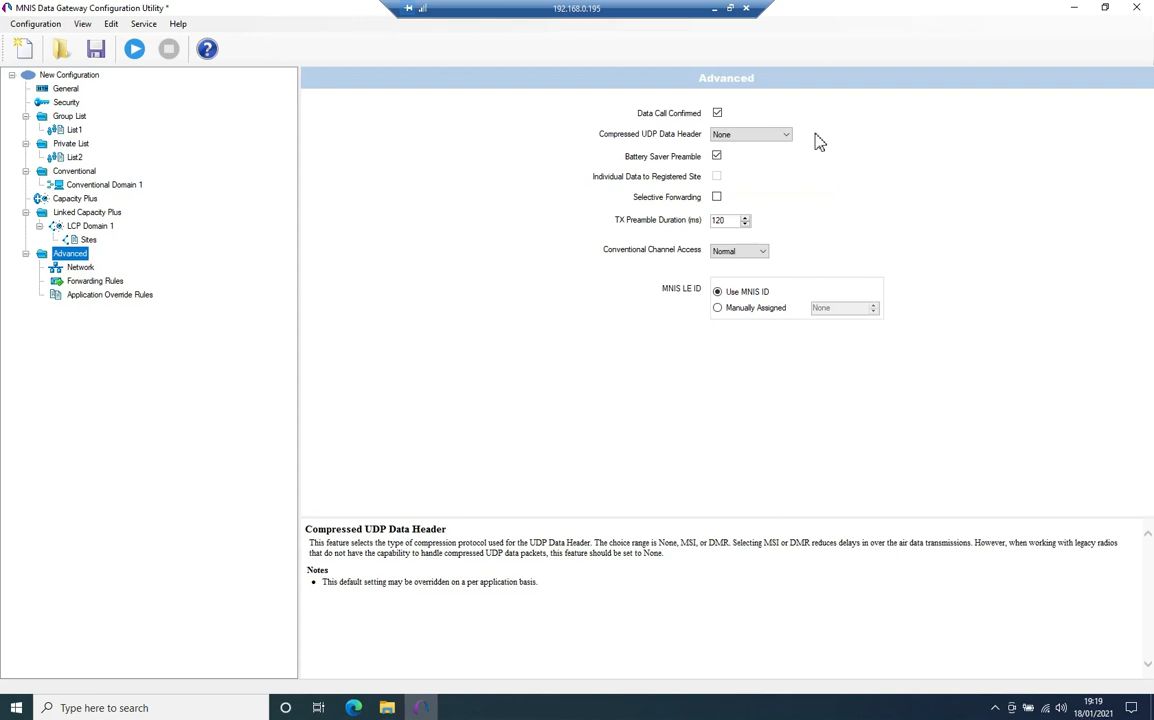 MNIS Data Gateway Configuration Utility *
192.168.0.195
Configuration View Edit Service Help
New Configuration
General
Security
Group List
List1
Private List
List2
Conventional
Conventional Domain 1
Capacity Plus
Linked Capacity Plus
LCP Domain 1
Sites
Advanced
Network
Forwarding Rules
Application Override Rules
Advanced
Data Call Confirmed
Compressed UDP Data Header None
Battery Saver Preamble
Individual Data to Registered Site
Selective Forwarding
TX Preamble Duration (ms) 120
Conventional Channel Access Normal
MNIS LE ID Use MNIS ID
Manually Assigned None
Compressed UDP Data Header
This feature selects the type of compression protocol used for the UDP Data Header. The choice range is None, MSI, or DMR. Selecting MSI or DMR reduces delays in over the air data transmissions. However, when working with legacy radios
that do not have the capability to handle compressed UDP data packets, this feature should be set to None.
Notes
• This default setting may be overridden on a per application basis.
Type here to search
19:19
18/01/2021